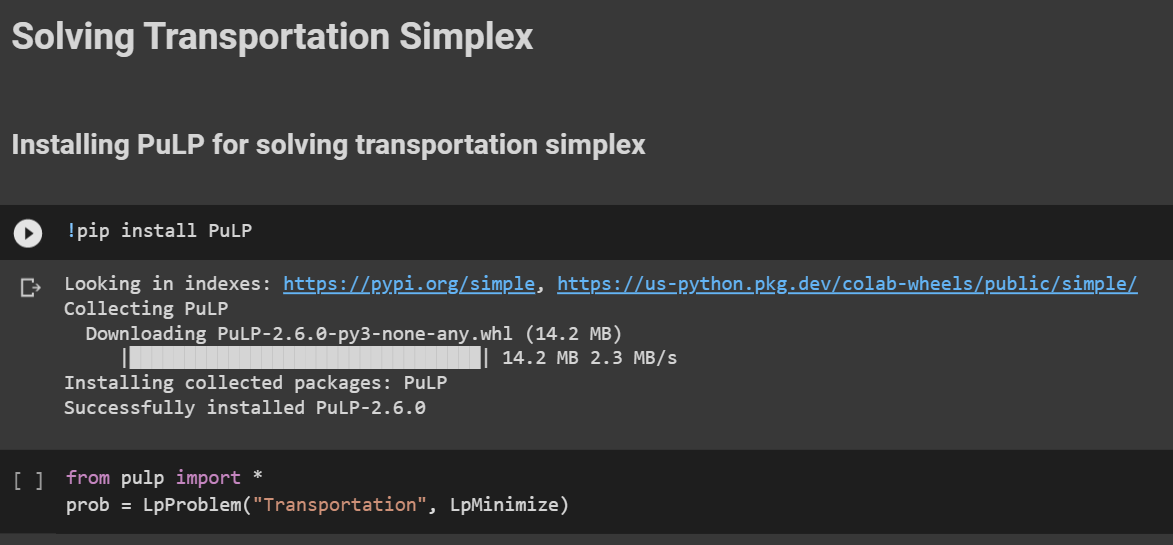 Solving Transportation Simplex
Installing PuLP for solving transportation simplex
!pip install PuLP
Looking in indexes: https://pypi.org/simple, https://us-python.pkg.dev/colab-wheels/public/simple/
Collecting PuLP
  Downloading PuLP-2.6.0-py3-none-any.whl (14.2 MB)
     |████████████████████████████████| 14.2 MB 2.3 MB/s
Installing collected packages: PuLP
Successfully installed PuLP-2.6.0
[ ] from pulp import *
prob = LpProblem("Transportation", LpMinimize)